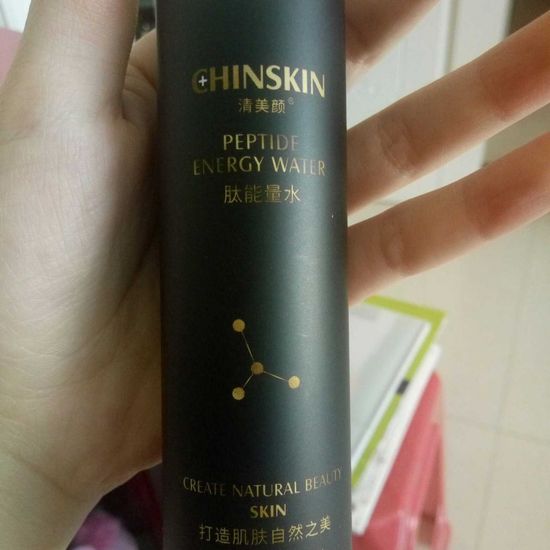 CHINSKIN
清美颜®
PEPTIDE
ENERGY WATER
肽能量水
CREATE NATURAL BEAUTY
SKIN
打造肌肤自然之美